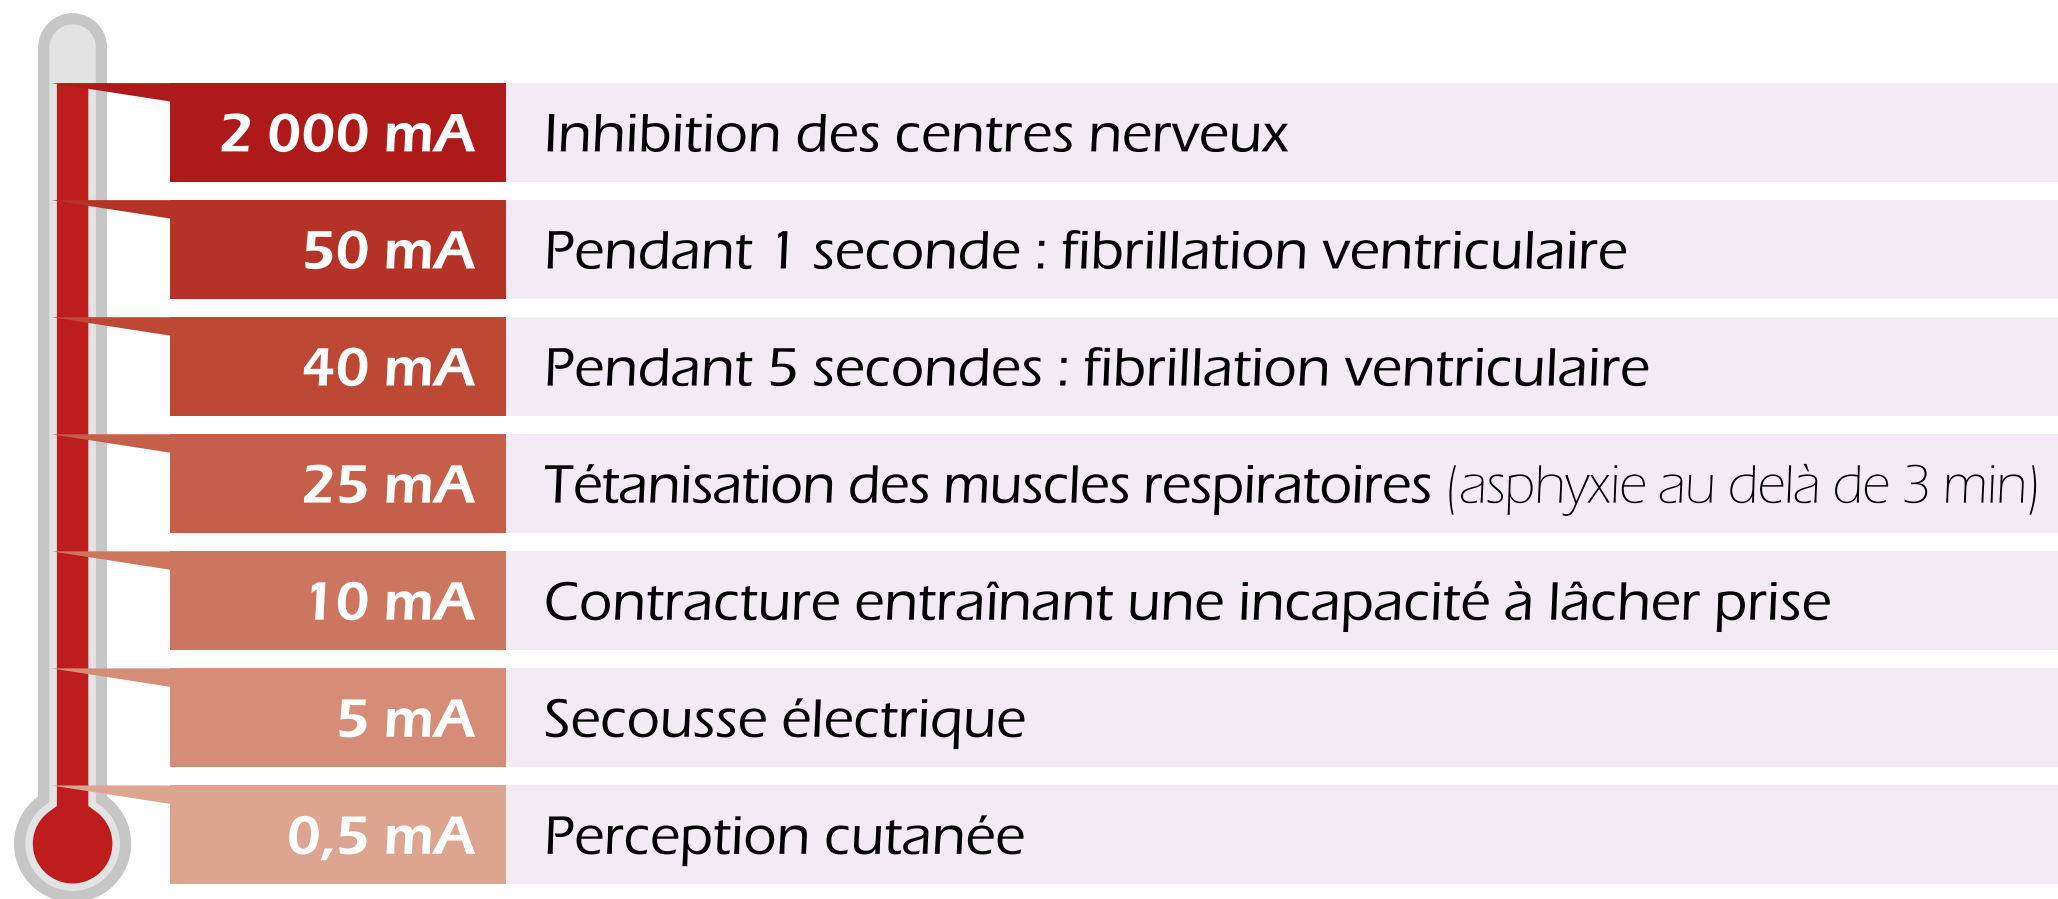 2 000 mA Inhibition des centres nerveux
50 mA Pendant 1 seconde : fibrillation ventriculaire
40 mA Pendant 5 secondes : fibrillation ventriculaire
25 mA Tétanisation des muscles respiratoires (asphyxie au delà de 3 min)
10 mA Contracture entraînant une incapacité à lâcher prise
5 mA Secousse électrique
0,5 mA Perception cutanée